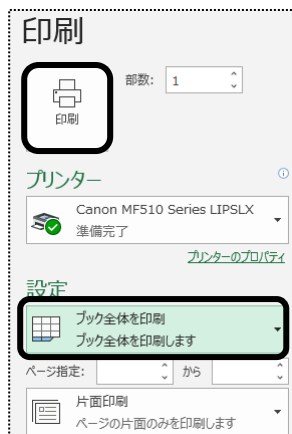 印刷
部数: 1
印刷
プリンター
Canon MF510 Series LIPSLX
準備完了
プリンターのプロパティ
設定
ブック全体を印刷
ブック全体を印刷します
ページ指定: から
片面印刷
ページの片面のみを印刷します